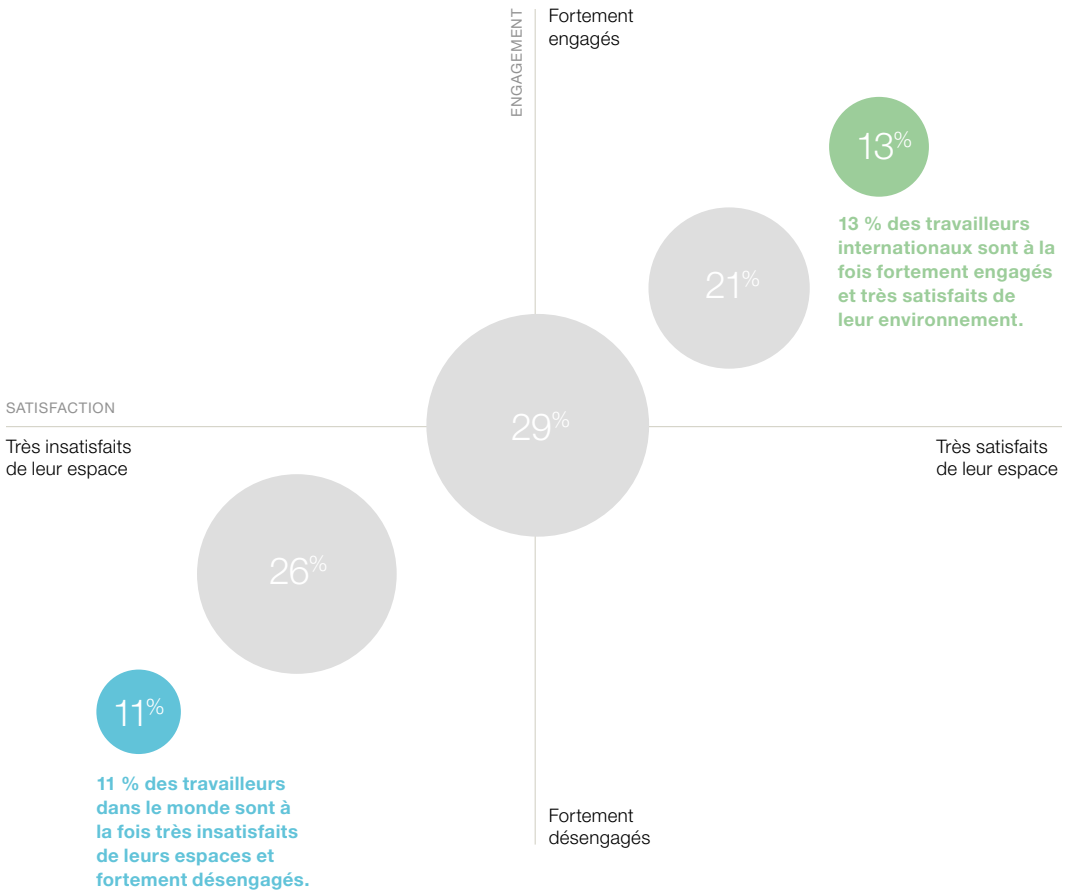 ENGAGEMENT
Fortement
engagés
13%
13 % des travailleurs
internationaux sont à la
fois fortement engagés
et très satisfaits de
leur environnement.
21%
29%
SATISFACTION
Très insatisfaits
de leur espace
Très satisfaits
de leur espace
26%
11%
11 % des travailleurs
dans le monde sont à
la fois très insatisfaits
de leurs espaces et
fortement désengagés.
Fortement
désengagés